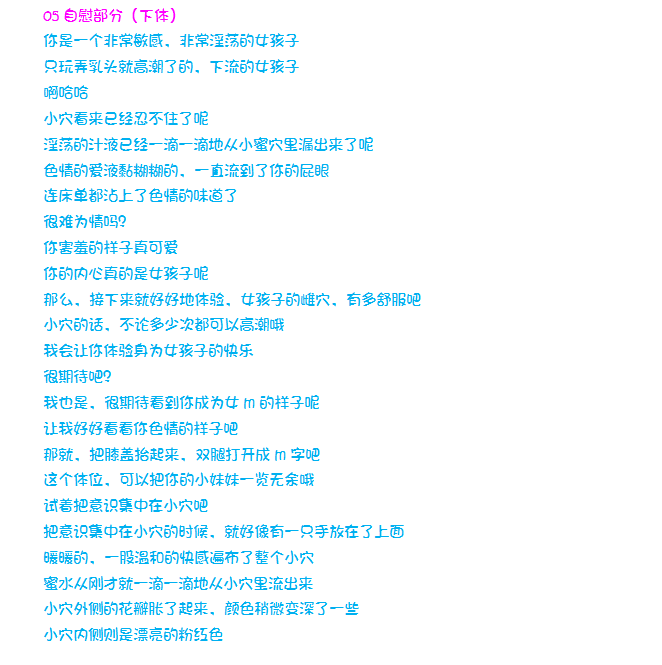 05 自慰部分（下体）
你是一个非常敏感、非常淫荡的女孩子
只玩弄乳头就高潮了的、下流的女孩子
啊啥啥
小穴看来已经忍不住了呢
淫荡的汁液已经一滴一滴地从小蜜穴里漏出来了呢
色情的爱液黏糊糊的、一直流到了你的屁眼
连床单都沾上了色情的味道了
很难为情吗?
你害羞的样子真可爱
你的内心真的是女孩子呢
那么、接下来就好好地体验、女孩子的雌穴、有多舒服吧
小穴的话、不论多少次都可以高潮哦
我会让你体验身为女孩子的快乐
很期待吧?
我也是、很期待看到你成为女 m 的样子呢
让我好好看看你色情的样子吧
那就、把膝盖抬起来、双腿打开成 m 字吧
这个体位、可以把你的小妹妹一览无余哦
试着把意识集中在小穴吧
把意识集中在小穴的时候、就好像有一只手放在了上面
暖暖的、一股温和的快感遍布了整个小穴
蜜水从刚才就一滴一滴地从小穴里流出来
小穴外侧的花瓣胀了起来、颜色稍微变深了一些
小穴内侧则是漂亮的粉红色